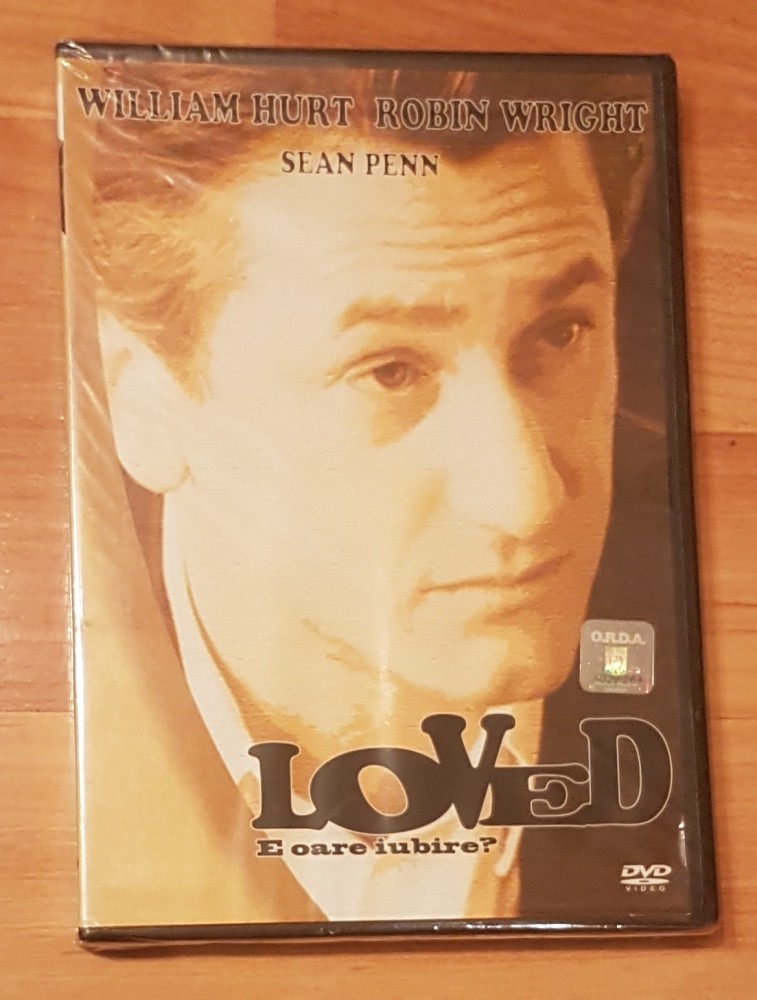 WILLIAM HURT ROBIN WRIGHT
SEAN PENN
O.R.D.A.
LOVED
E oare iubire?
DVD
VIDEO